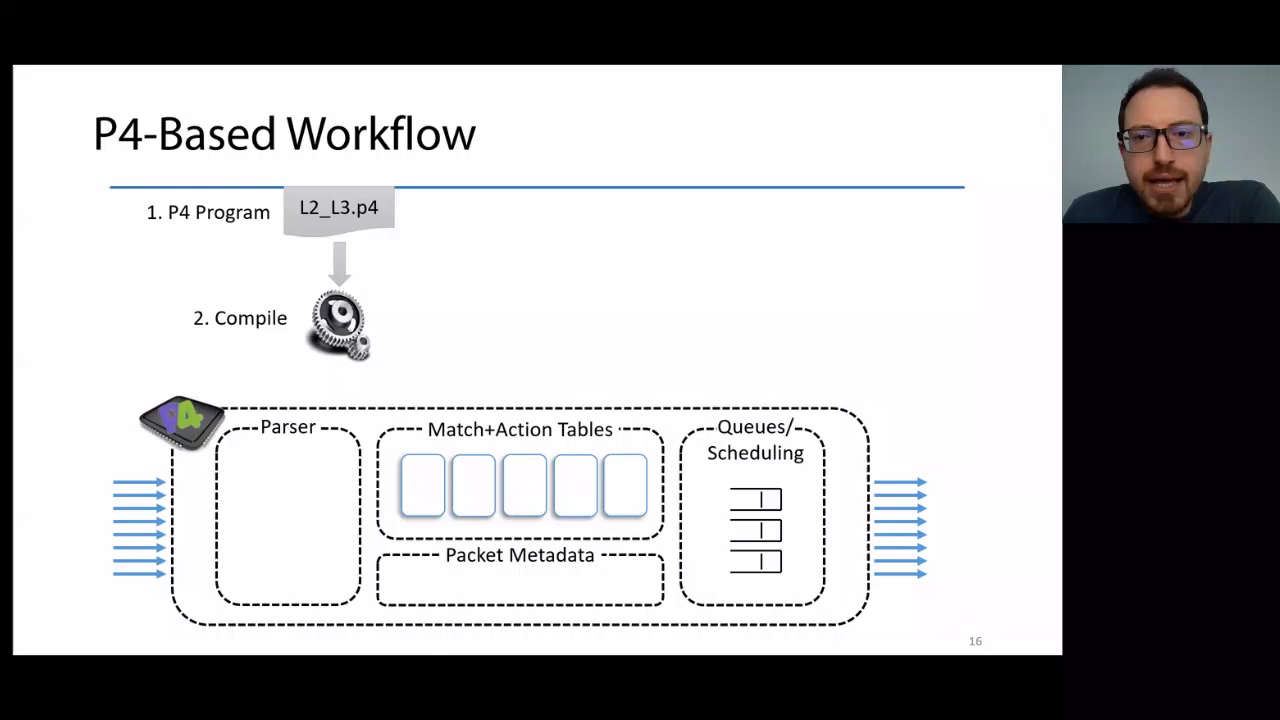 P4-Based Workflow
1. P4 Program
L2_L3.p4
2. Compile
P4
Parser
Match+Action Tables
Queues/
Scheduling
Packet Metadata
16